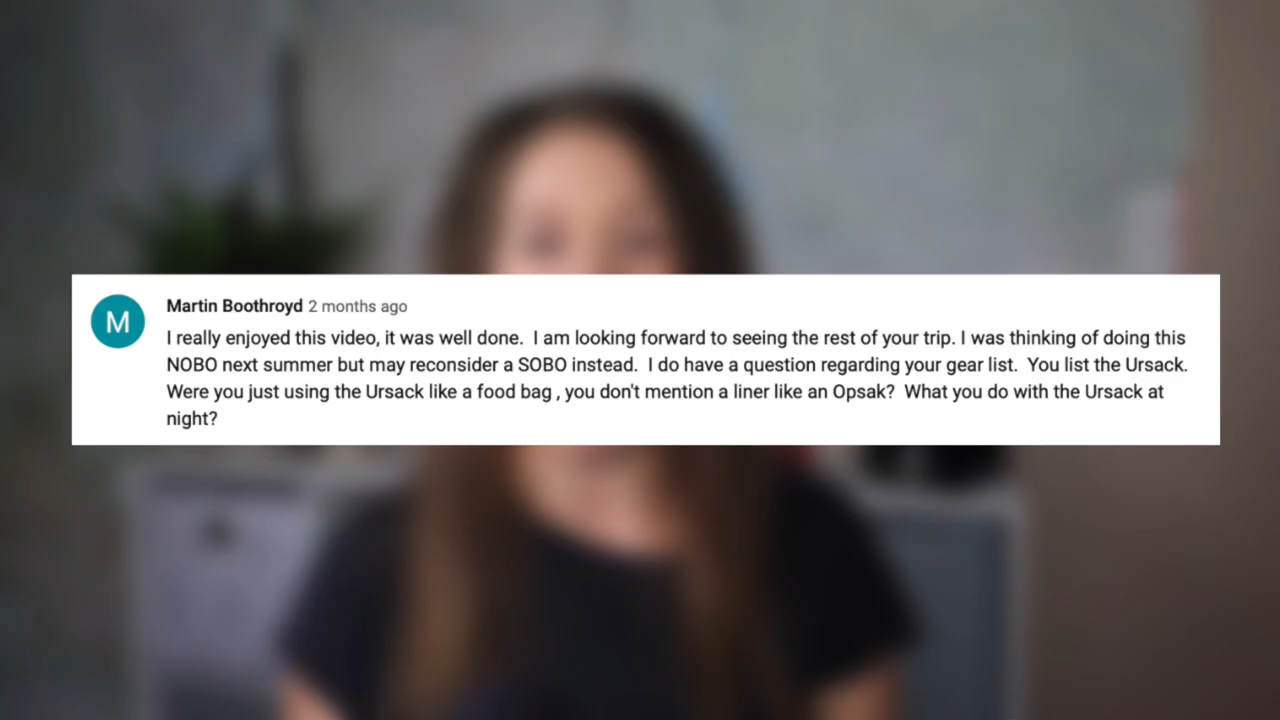 M
Martin Boothroyd 2 months ago
I really enjoyed this video, it was well done.  I am looking forward to seeing the rest of your trip. I was thinking of doing this
NOBO next summer but may reconsider a SOBO instead.  I do have a question regarding your gear list.  You list the Ursack.
Were you just using the Ursack like a food bag , you don't mention a liner like an Opsak?  What you do with the Ursack at
night?